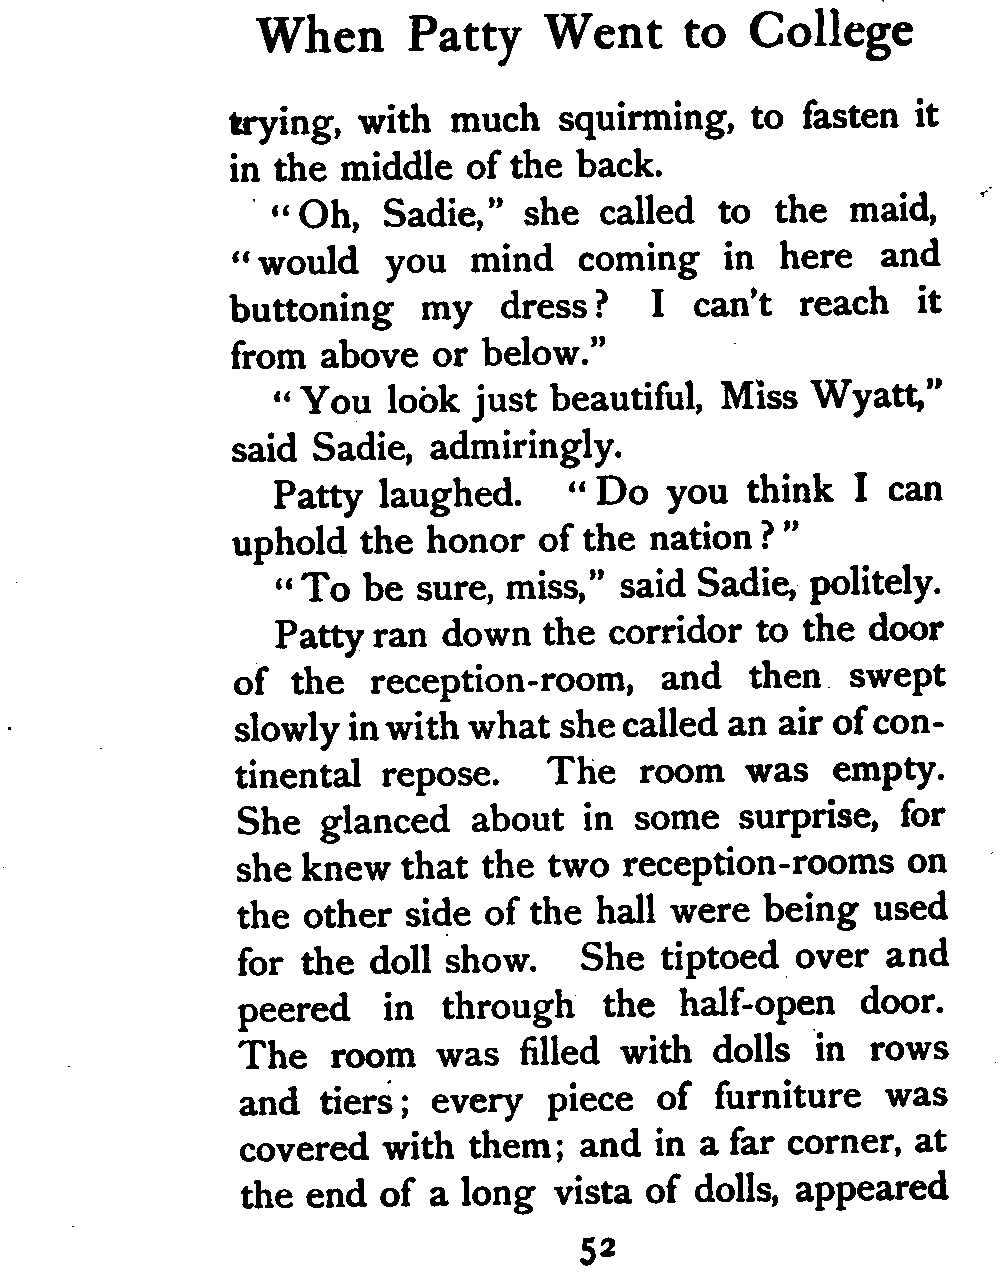 When Patty Went to College
trying, with much squirming, to fasten it
in the middle of the back.
"Oh, Sadie," she called to the maid,
"would you mind coming in here and
buttoning my dress? I can't reach it
from above or below."
"You look just beautiful, Miss Wyatt,"
said Sadie, admiringly.
Patty laughed. "Do you think I can
uphold the honor of the nation?"
"To be sure, miss," said Sadie, politely.
Patty ran down the corridor to the door
of the reception-room, and then swept
slowly in with what she called an air of con-
tinental repose. The room was empty.
She glanced about in some surprise, for
she knew that the two reception-rooms on
the other side of the hall were being used
for the doll show. She tiptoed over and
peered in through the half-open door.
The room was filled with dolls in rows
and tiers; every piece of furniture was
covered with them; and in a far corner, at
the end of a long vista of dolls, appeared
52